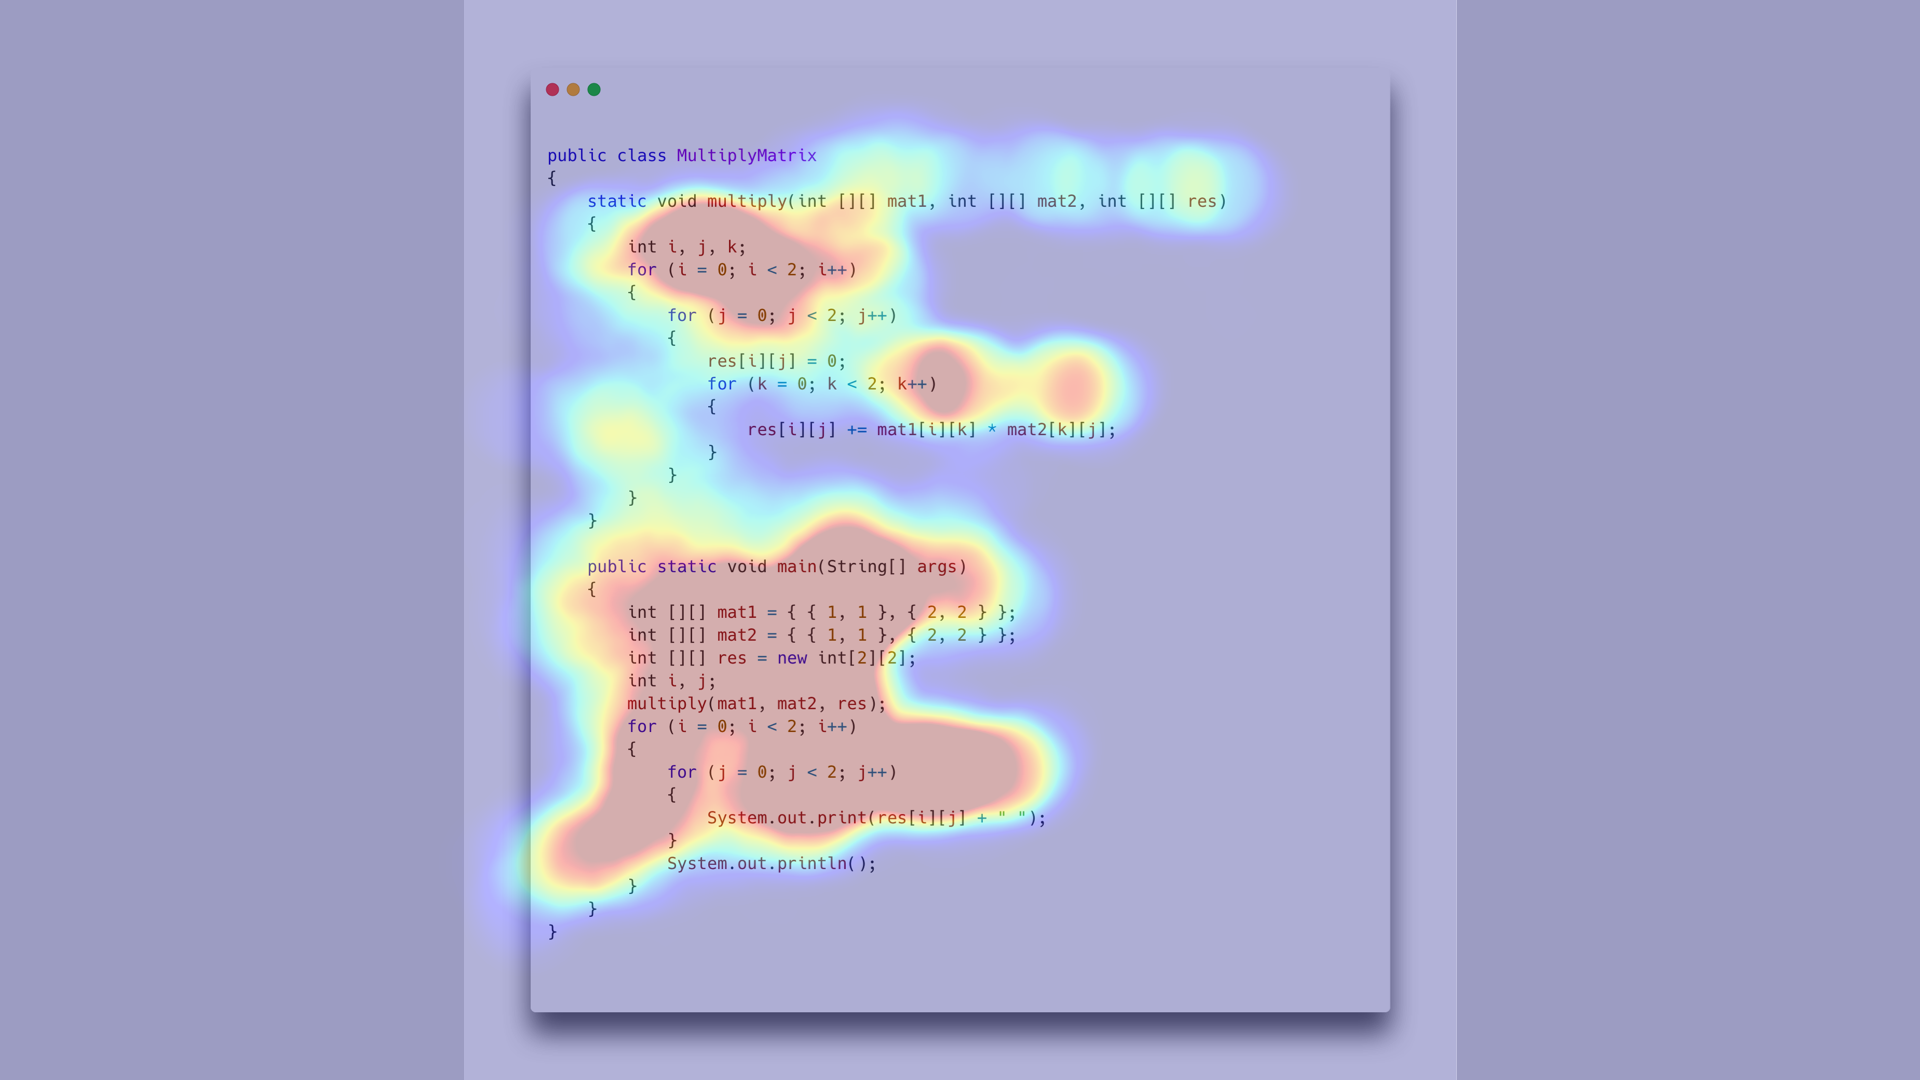 public class MultiplyMatrix
{
    static void multiply(int [][] mat1, int [][] mat2, int [][] res)
    {
        int i, j, k;
        for (i = 0; i < 2; i++)
        {
            for (j = 0; j < 2; j++)
            {
                res[i][j] = 0;
                for (k = 0; k < 2; k++)
                {
                    res[i][j] += mat1[i][k] * mat2[k][j];
                }
            }
        }
    }

    public static void main(String[] args)
    {
        int [][] mat1 = { { 1, 1 }, { 2, 2 } };
        int [][] mat2 = { { 1, 1 }, { 2, 2 } };
        int [][] res = new int[2][2];
        int i, j;
        multiply(mat1, mat2, res);
        for (i = 0; i < 2; i++)
        {
            for (j = 0; j < 2; j++)
            {
                System.out.print(res[i][j] + " ");
            }
            System.out.println();
        }
    }
}